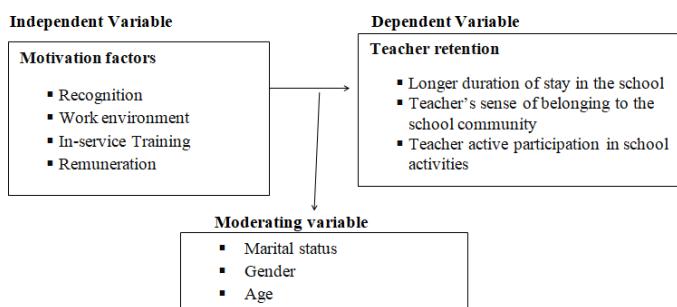 Independent Variable
Motivation factors
▪ Recognition
▪ Work environment
▪ In-service Training
▪ Remuneration
Dependent Variable
Teacher retention
▪ Longer duration of stay in the school
▪ Teacher’s sense of belonging to the
school community
▪ Teacher active participation in school
activities
Moderating variable
▪ Marital status
▪ Gender
▪ Age